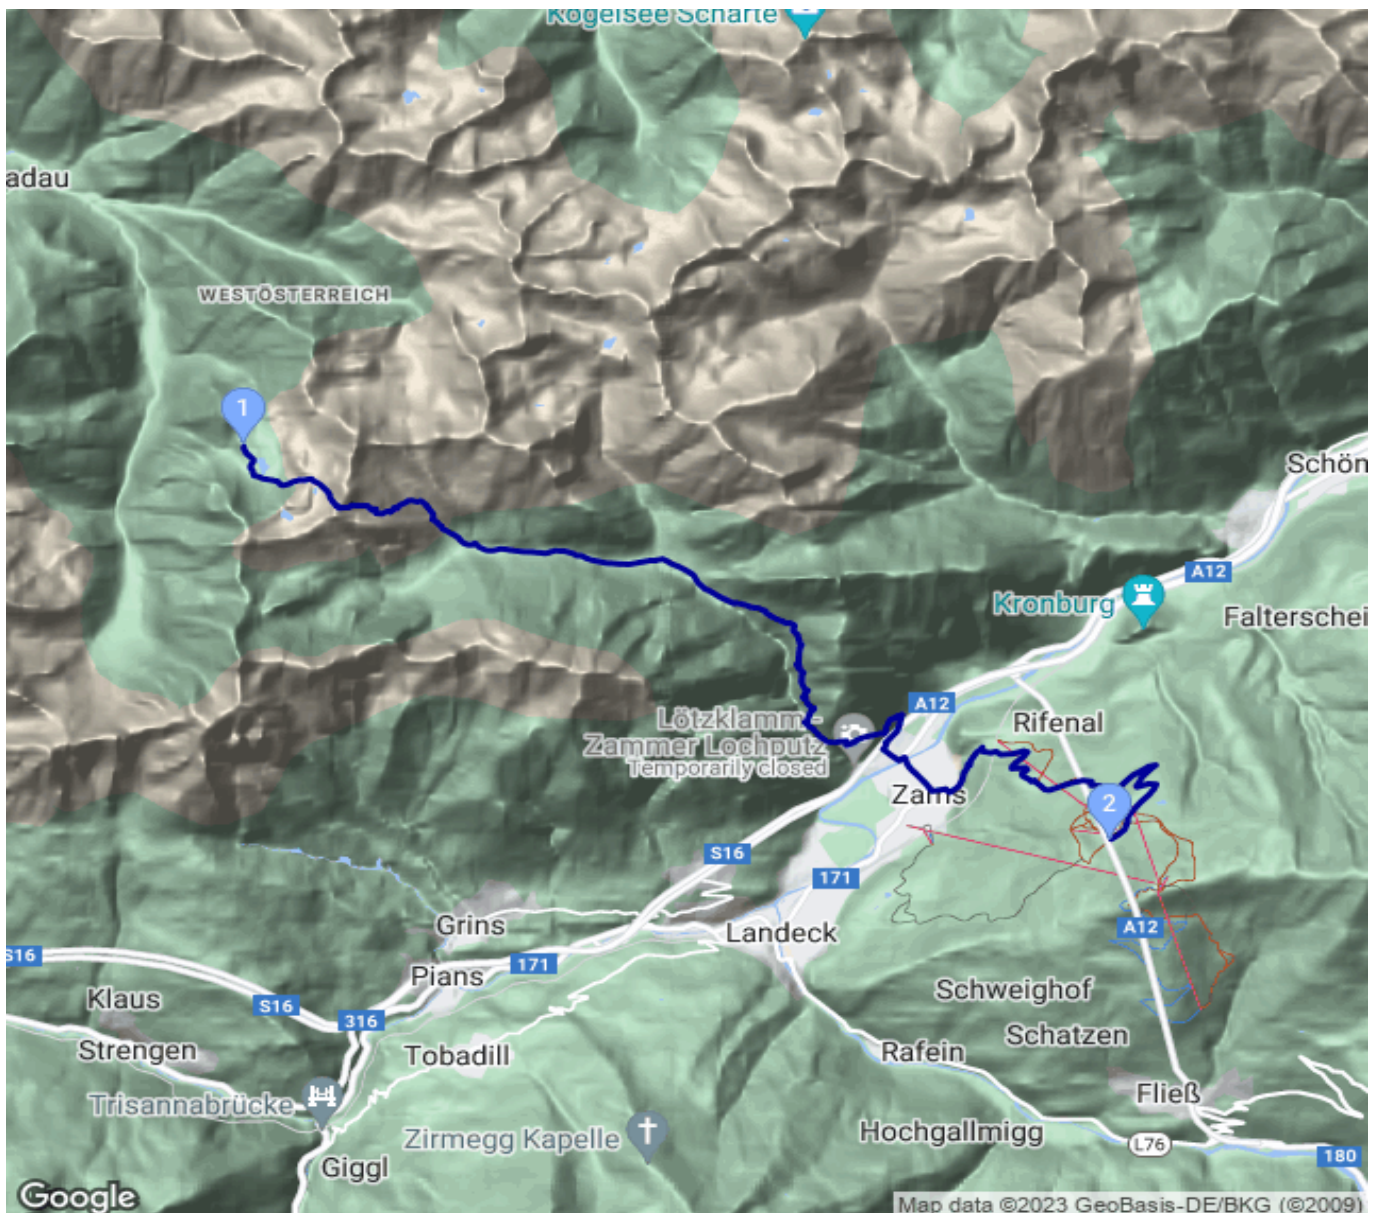 Kogelsee Scharte
adau
WESTÖSTERREICH
1
Schön
A12
Kronburg
Falterschei
A12
Rifenal
Lötzklamm -
Zammer Lochputz
Temporarily closed
Zams
2
S16
171
Grins
Landeck
A12
S16
171
Pians
Schweighof
Klaus
S16
316
Schatzen
Strengen
Tobadill
Rafein
Fließ
Trisannabrücke
Zirmegg Kapelle
Hochgallmigg
L76
180
Giggl
Google
Map data ©2023 GeoBasis-DE/BKG (©2009)